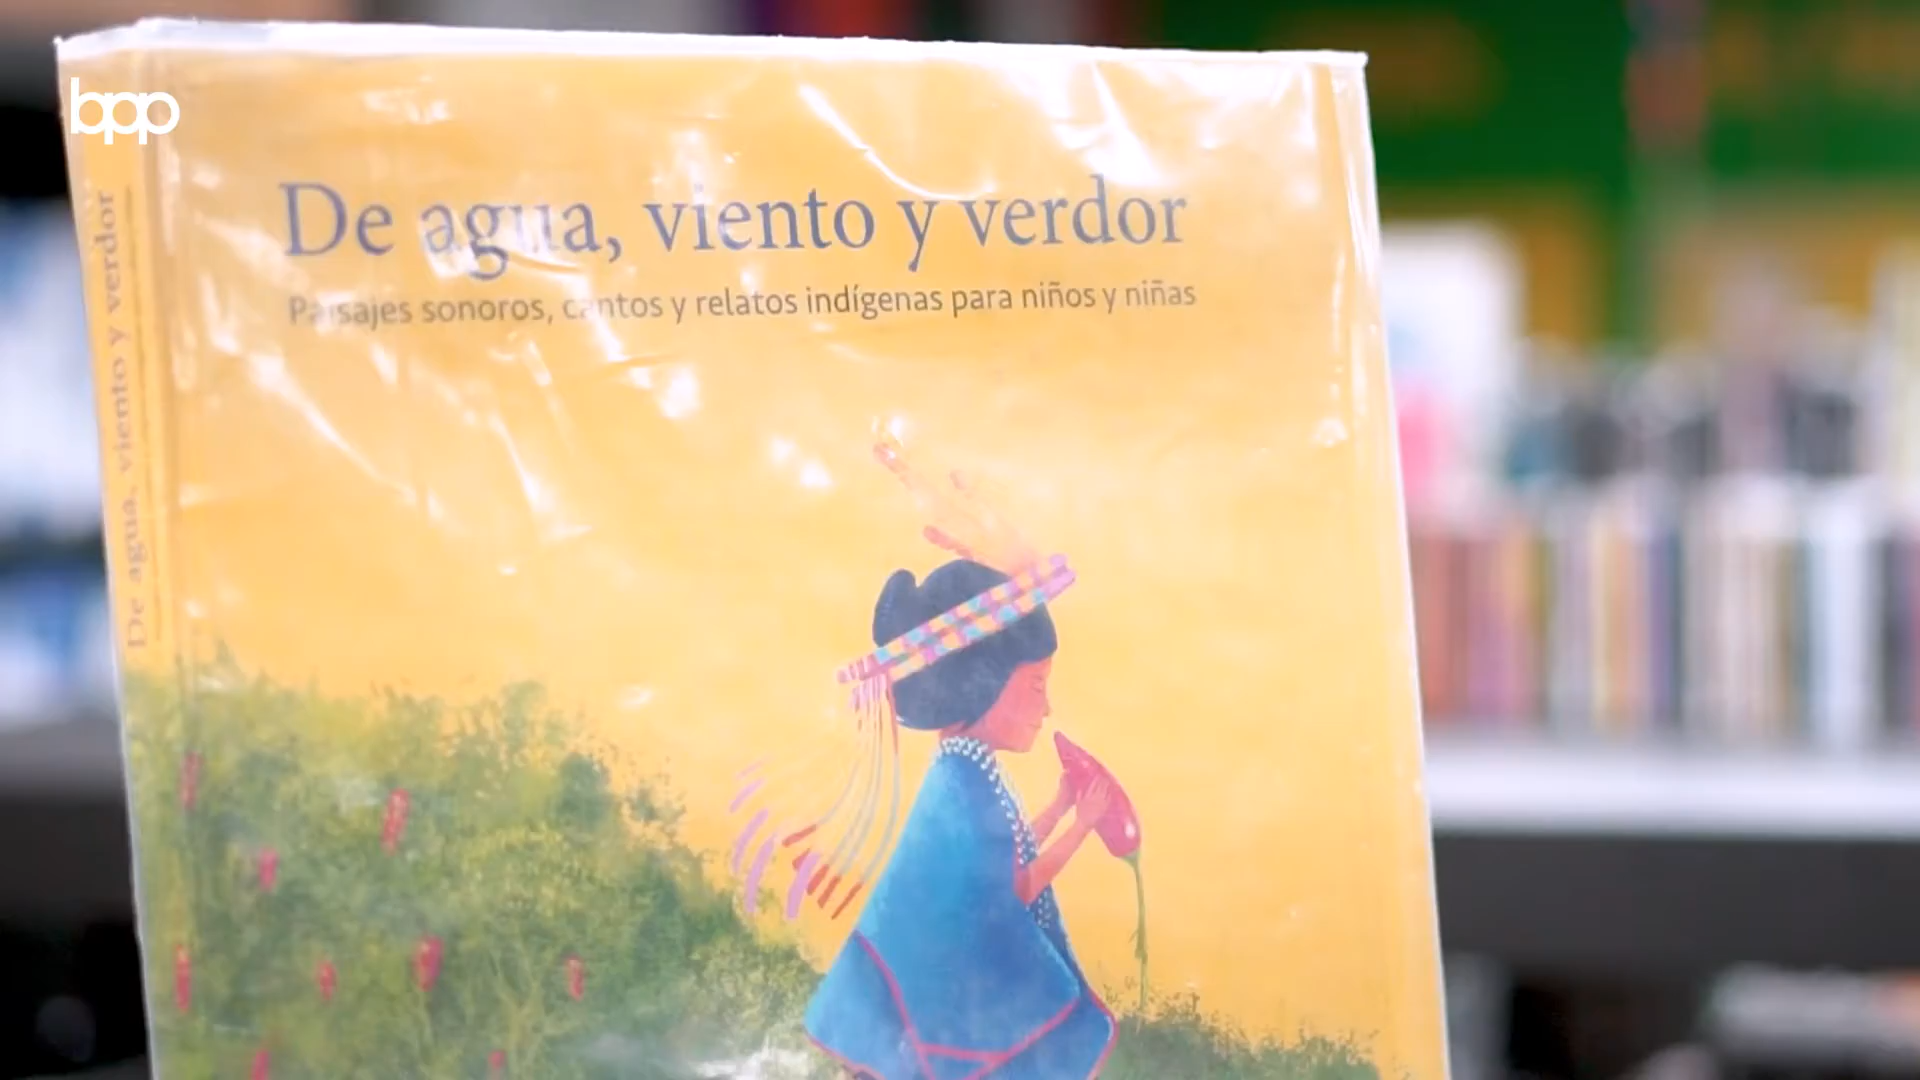 bpp
De agua, viento y verdor
Paisajes sonoros, cantos y relatos indígenas para niños y niñas
De agua, viento y verdor